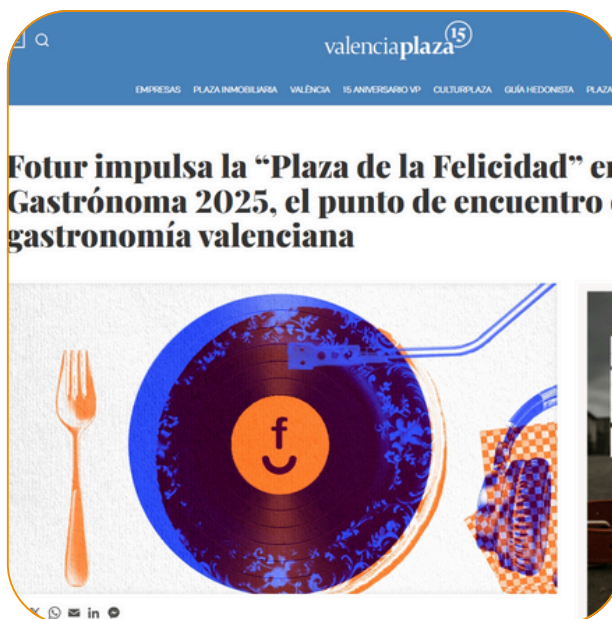 valenciaplaza 15
EMPRESAS PLAZA INMOBILIARIA VALÈNCIA 15 ANIVERSARIO VP CULTURPLAZA GUÍA HEDONISTA PLAZA
Fotur impulsa la “Plaza de la Felicidad” en
Gastrónoma 2025, el punto de encuentro
gastronomía valenciana
f
in